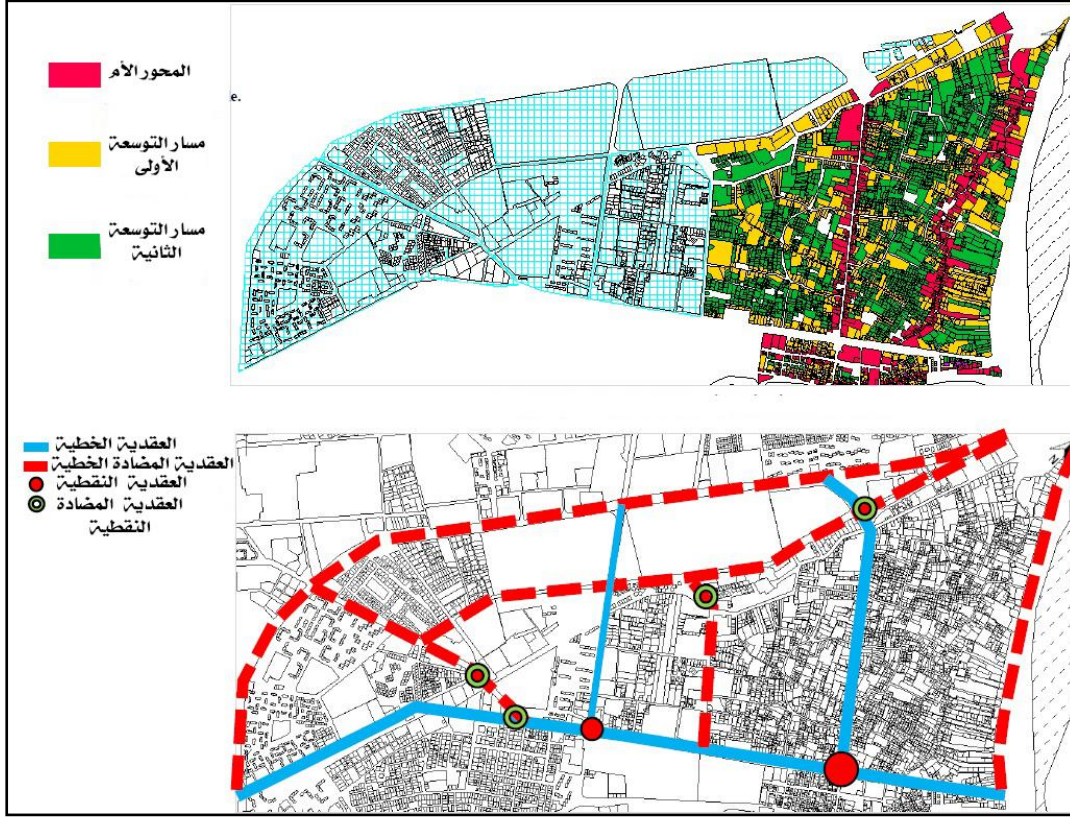 المحور الأم
e.
مسار التوسعة
الأولى
مسار التوسعة
الثانية
العقدية الخطية
العقدية المضادة الخطية
العقدية النقطية
العقدية المضادة
النقطية
N